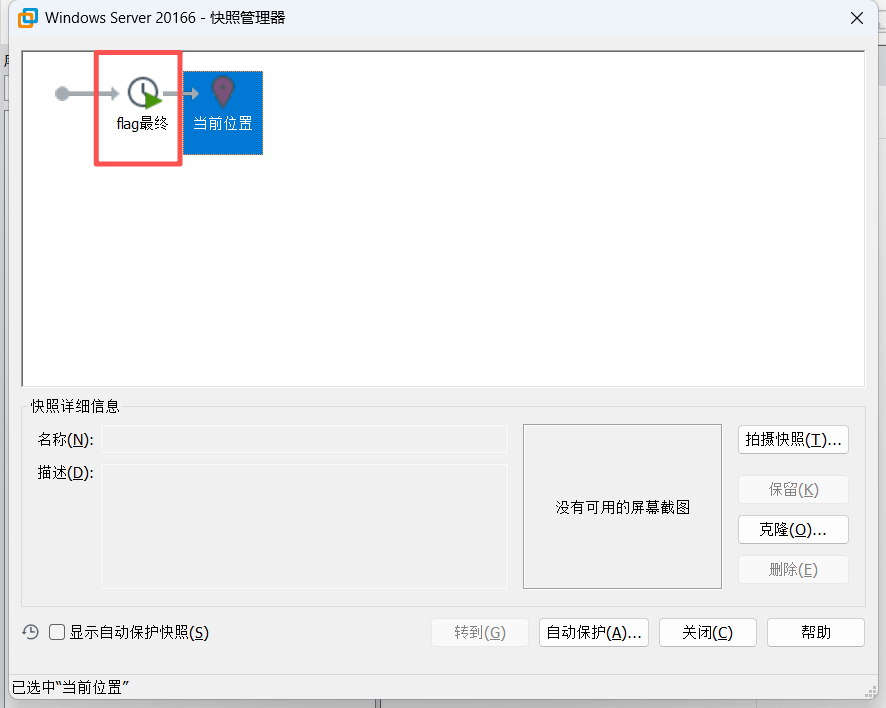 Windows Server 20166 - 快照管理器
flag最终
当前位置
快照详细信息
名称(N):
描述(D):
没有可用的屏幕截图
拍摄快照(T)...
保留(K)
克隆(O)...
删除(E)
显示自动保护快照(S)
转到(G)
自动保护(A)...
关闭(C)
帮助
已选中“当前位置”